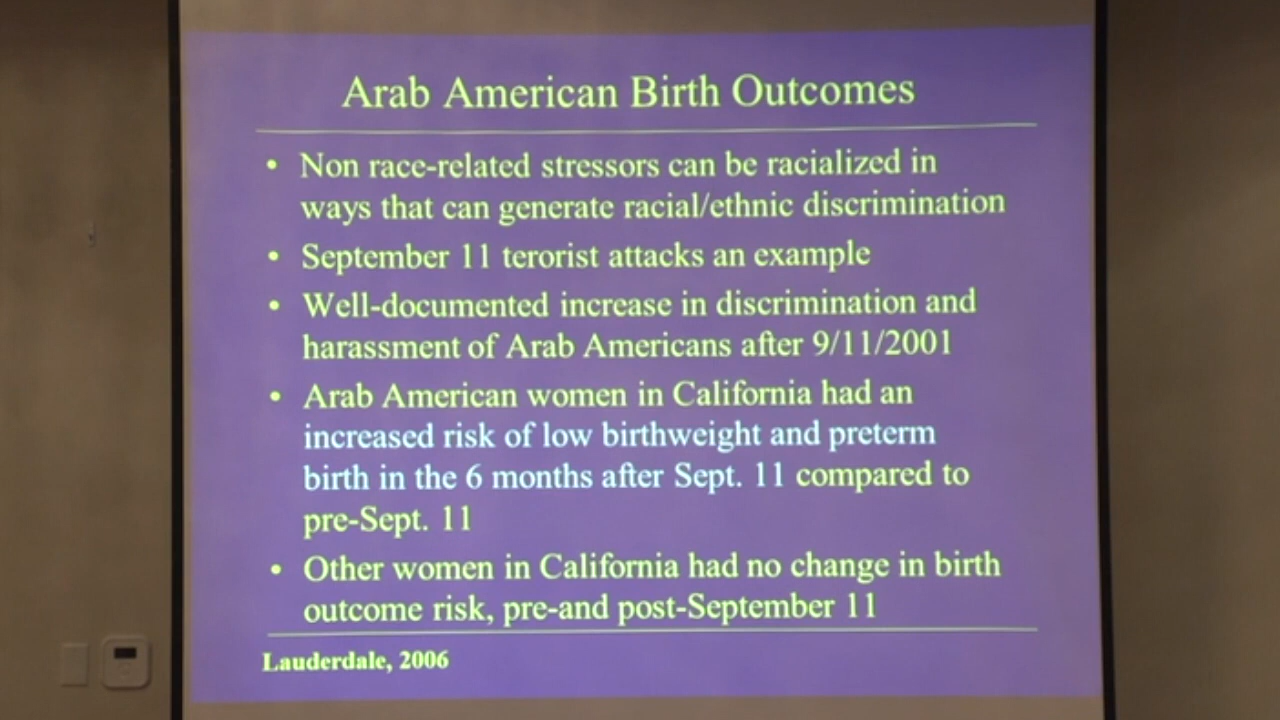 Arab American Birth Outcomes
• Non race-related stressors can be racialized in
ways that can generate racial/ethnic discrimination
• September 11 terorist attacks an example
• Well-documented increase in discrimination and
harassment of Arab Americans after 9/11/2001
• Arab American women in California had an
increased risk of low birthweight and preterm
birth in the 6 months after Sept. 11 compared to
pre-Sept. 11
• Other women in California had no change in birth
outcome risk, pre-and post-September 11
Lauderdale, 2006